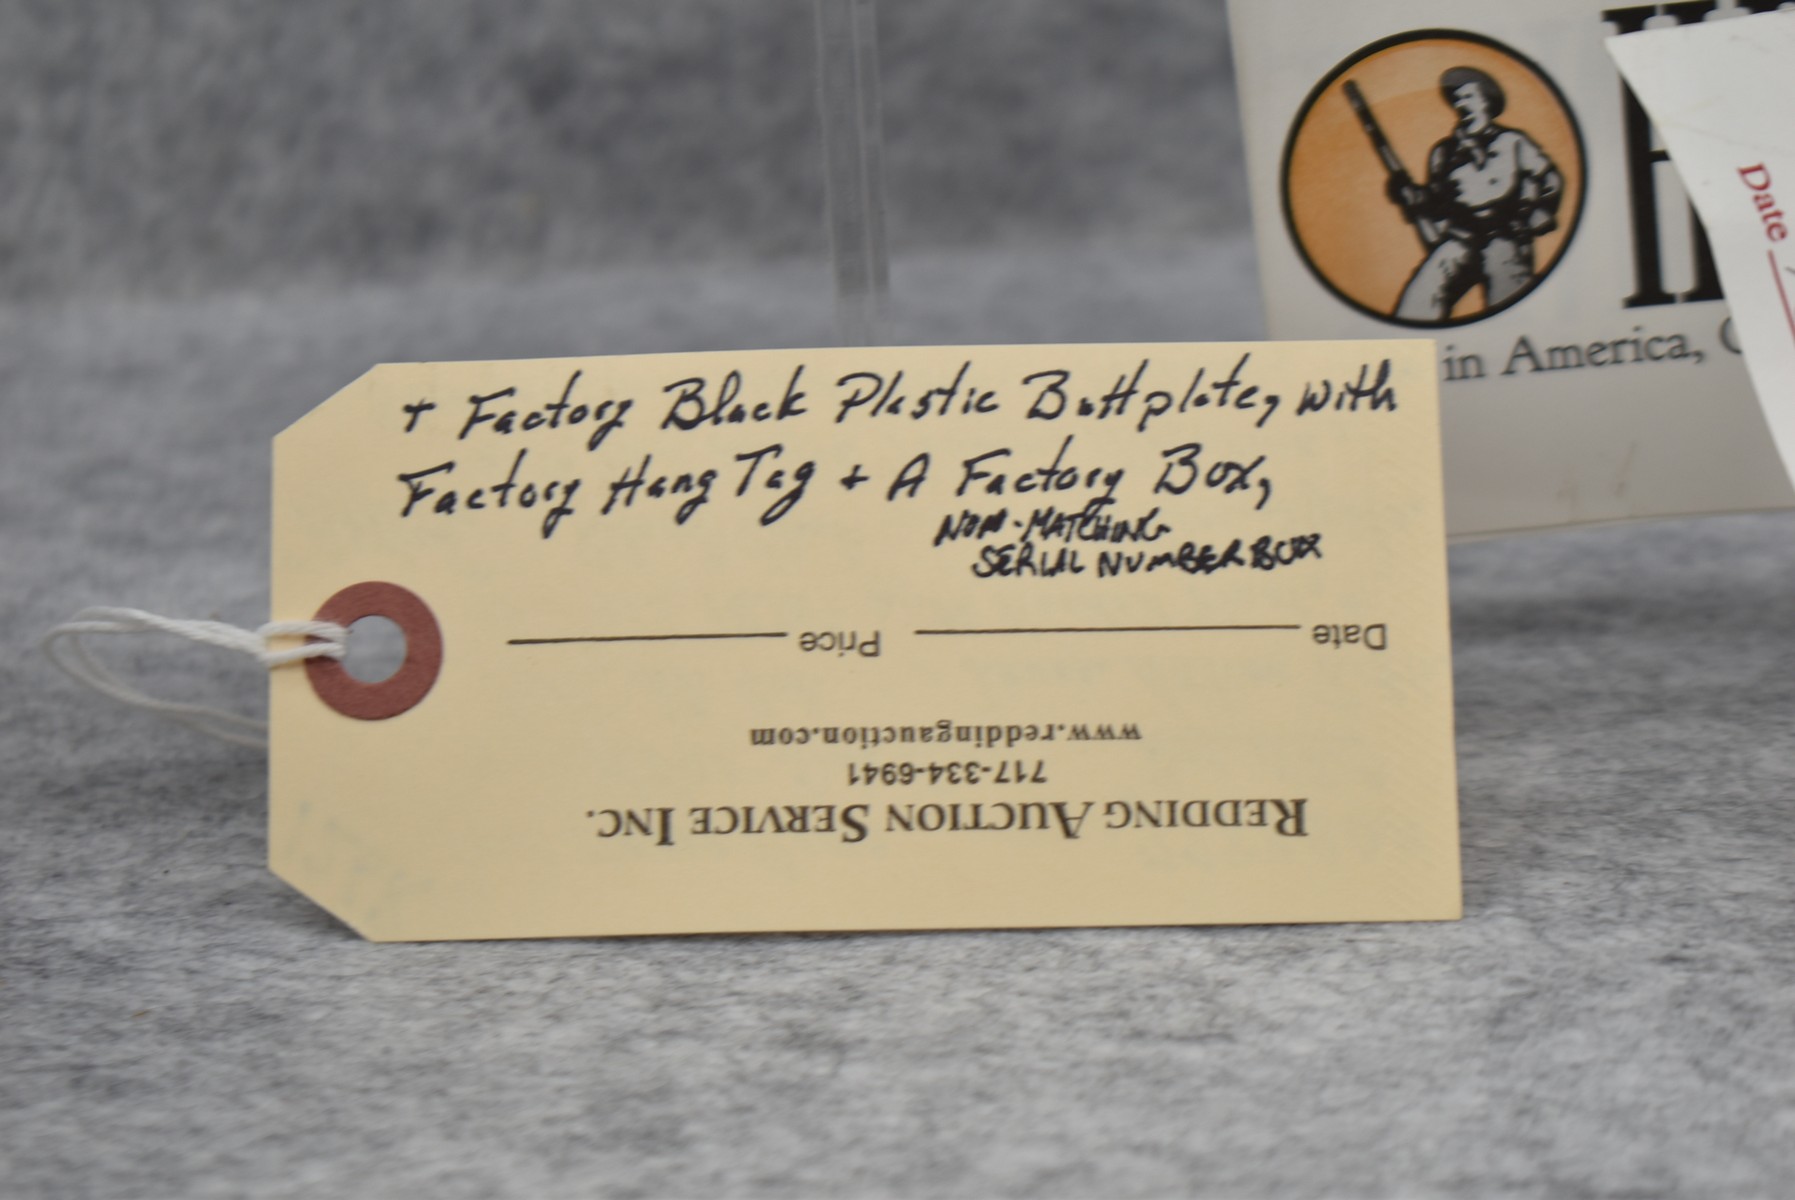 + Factory Black Plastic Buttplate, with
Factory Hang Tag + A Factory Box,
NON-MATCHING
SERIAL NUMBER BOX
Date Price
www.reddingauction.com
717-334-6941
REDDING AUCTION SERVICE INC.
in America,
Date